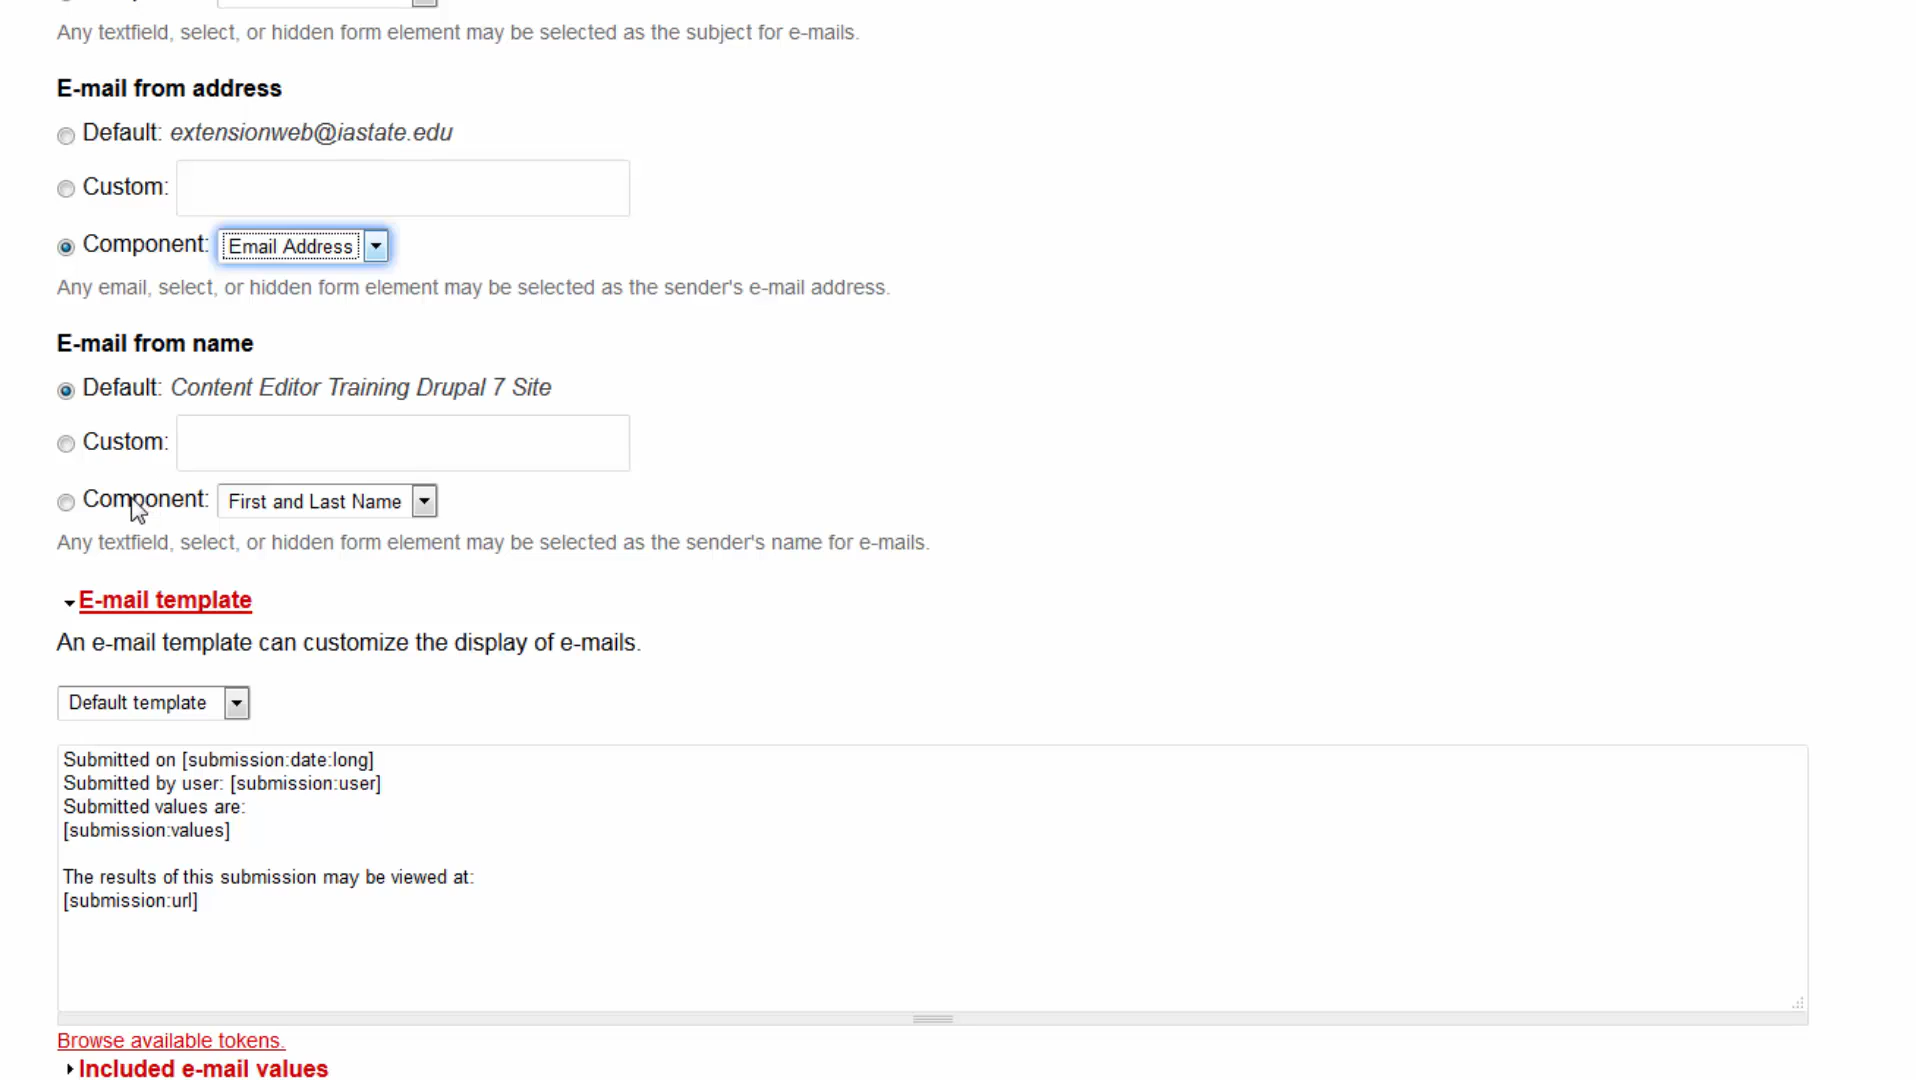 Any textfield, select, or hidden form element may be selected as the subject for e-mails.
E-mail from address
Default: extensionweb@iastate.edu
Custom:
Component: Email Address
Any email, select, or hidden form element may be selected as the sender's e-mail address.
E-mail from name
Default: Content Editor Training Drupal 7 Site
Custom:
Component: First and Last Name
Any textfield, select, or hidden form element may be selected as the sender's name for e-mails.
E-mail template
An e-mail template can customize the display of e-mails.
Default template
Submitted on [submission:date:long]
Submitted by user: [submission:user]
Submitted values are:
[submission:values]
The results of this submission may be viewed at:
[submission:url]
Browse available tokens.
Included e-mail values